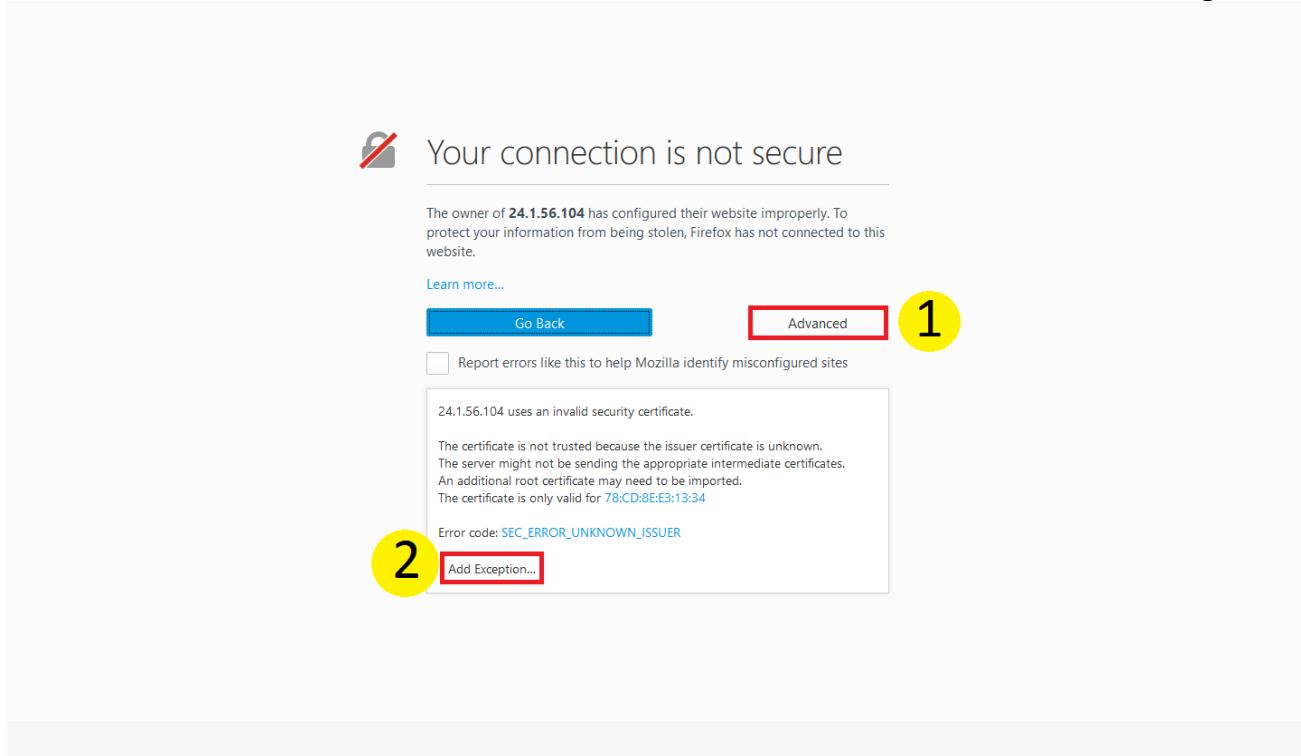 Your connection is not secure
The owner of 24.1.56.104 has configured their website improperly. To
protect your information from being stolen, Firefox has not connected to this
website.
Learn more...
Go Back
Advanced
1
Report errors like this to help Mozilla identify misconfigured sites
24.1.56.104 uses an invalid security certificate.
The certificate is not trusted because the issuer certificate is unknown.
The server might not be sending the appropriate intermediate certificates.
An additional root certificate may need to be imported.
The certificate is only valid for 78:CD:8E:E3:13:34
Error code: SEC_ERROR_UNKNOWN_ISSUER
2
Add Exception...